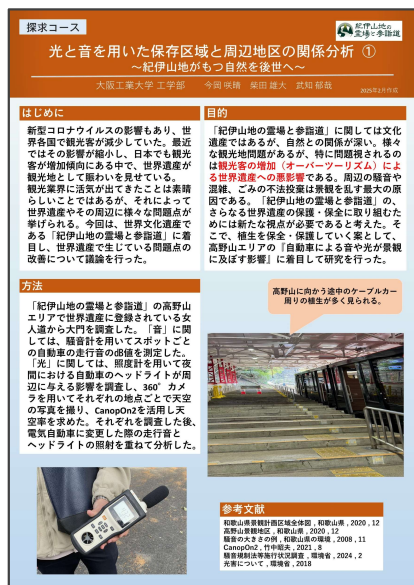 探求コース
紀伊山地の
霊場と参詣道
光と音を用いた保存区域と周辺地区の関係分析 ①
～紀伊山地がもつ自然を後世へ～
大阪工業大学 工学部 今岡 咲晴 柴田 雄大 武知 郁哉
2025年2月作成
はじめに
新型コロナウイルスの影響もあり、世
界各国で観光客が減少していた。最近
ではその影響が縮小し、日本でも観光
客が増加傾向にある中で、世界遺産が
観光地として賑わいを見せている。
観光業界に活気が出てきたことは素晴
らしいことではあるが、それによって
世界遺産やその周辺に様々な問題点が
挙げられる。今回は、世界文化遺産で
ある「紀伊山地の霊場と参詣道」に着
目し、世界遺産で生じている問題点の
改善について議論を行った。
目的
「紀伊山地の霊場と参詣道」に関しては文化
遺産ではあるが、自然との関係が深い。様々
な観光地問題があるが、特に問題視されるの
は観光客の増加（オーバーツーリズム）によ
る世界遺産への悪影響である。周辺の騒音や
混雑、ごみの不法投棄は景観を乱す最大の原
因である。「紀伊山地の霊場と参詣道」の、
さらなる世界遺産の保護・保全に取り組むた
めには新たな視点が必要であると考えた。そ
こで、植生を保全・保護していく案として、
高野山エリアの「自動車による音や光が景観
に及ぼす影響」に着目して研究を行った。
方法
「紀伊山地の霊場と参詣道」の高野山
エリアで世界遺産に登録されている女
人道から大門を調査した。「音」に関
しては、騒音計を用いてスポットごと
の自動車の走行音のdB値を測定した。
「光」に関しては、照度計を用いて夜
間における自動車のヘッドライトが周
辺に与える影響を調査し、360°カメ
ラを用いてそれぞれの地点ごとで天空
の写真を撮り、CanopOn2を活用し天
空率を求めた。それぞれを調査した後、
電気自動車に変更した際の走行音と
ヘッドライトの照射を重ねて分析した。
高野山に向かう途中のケーブルカー
周りの植生が多く見られる。
参考文献
和歌山県景観計画区域全体図 , 和歌山県 , 2020 , 12
高野山景観地区 , 和歌山県 , 2020 , 12
騒音の大きさの例 , 和歌山県の環境 , 2008 , 11
CanopOn2 , 竹中昭夫 , 2021 , 8
騒音規制法等施行状況調査 , 環境省 , 2024 , 2
光害について , 環境省 , 2018